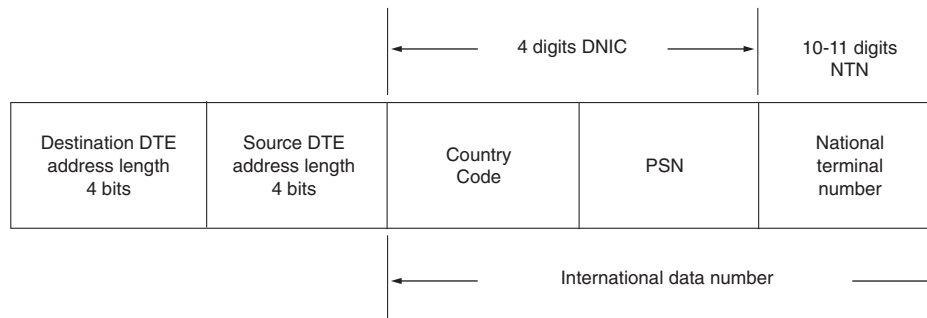 4 digits DNIC
10-11 digits
NTN
Destination DTE
address length
4 bits
Source DTE
address length
4 bits
Country
Code
PSN
National
terminal
number
International data number